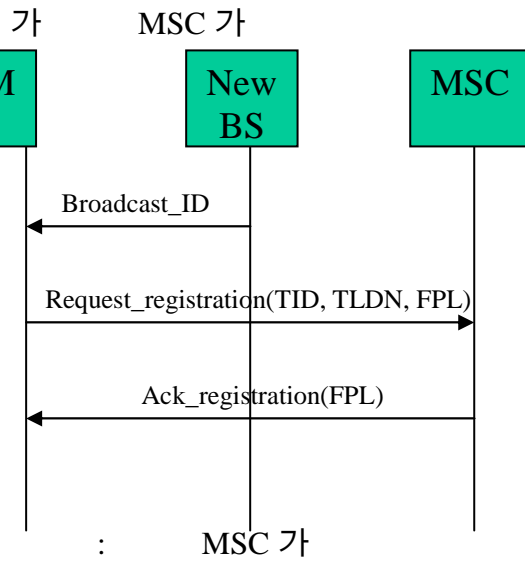 가 MSC 가
M
New
BS
MSC
Broadcast_ID
Request_registration(TID, TLDN, FPL)
Ack_registration(FPL)
: MSC 가